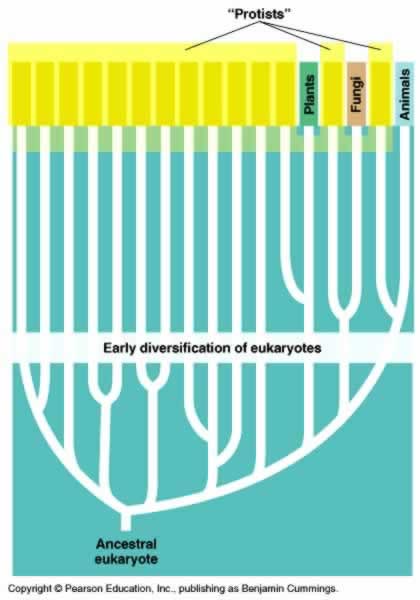 "Protists"
Plants
Fungi
Animals
Early diversification of eukaryotes
Ancestral
eukaryote
Copyright © Pearson Education, Inc., publishing as Benjamin Cummings.